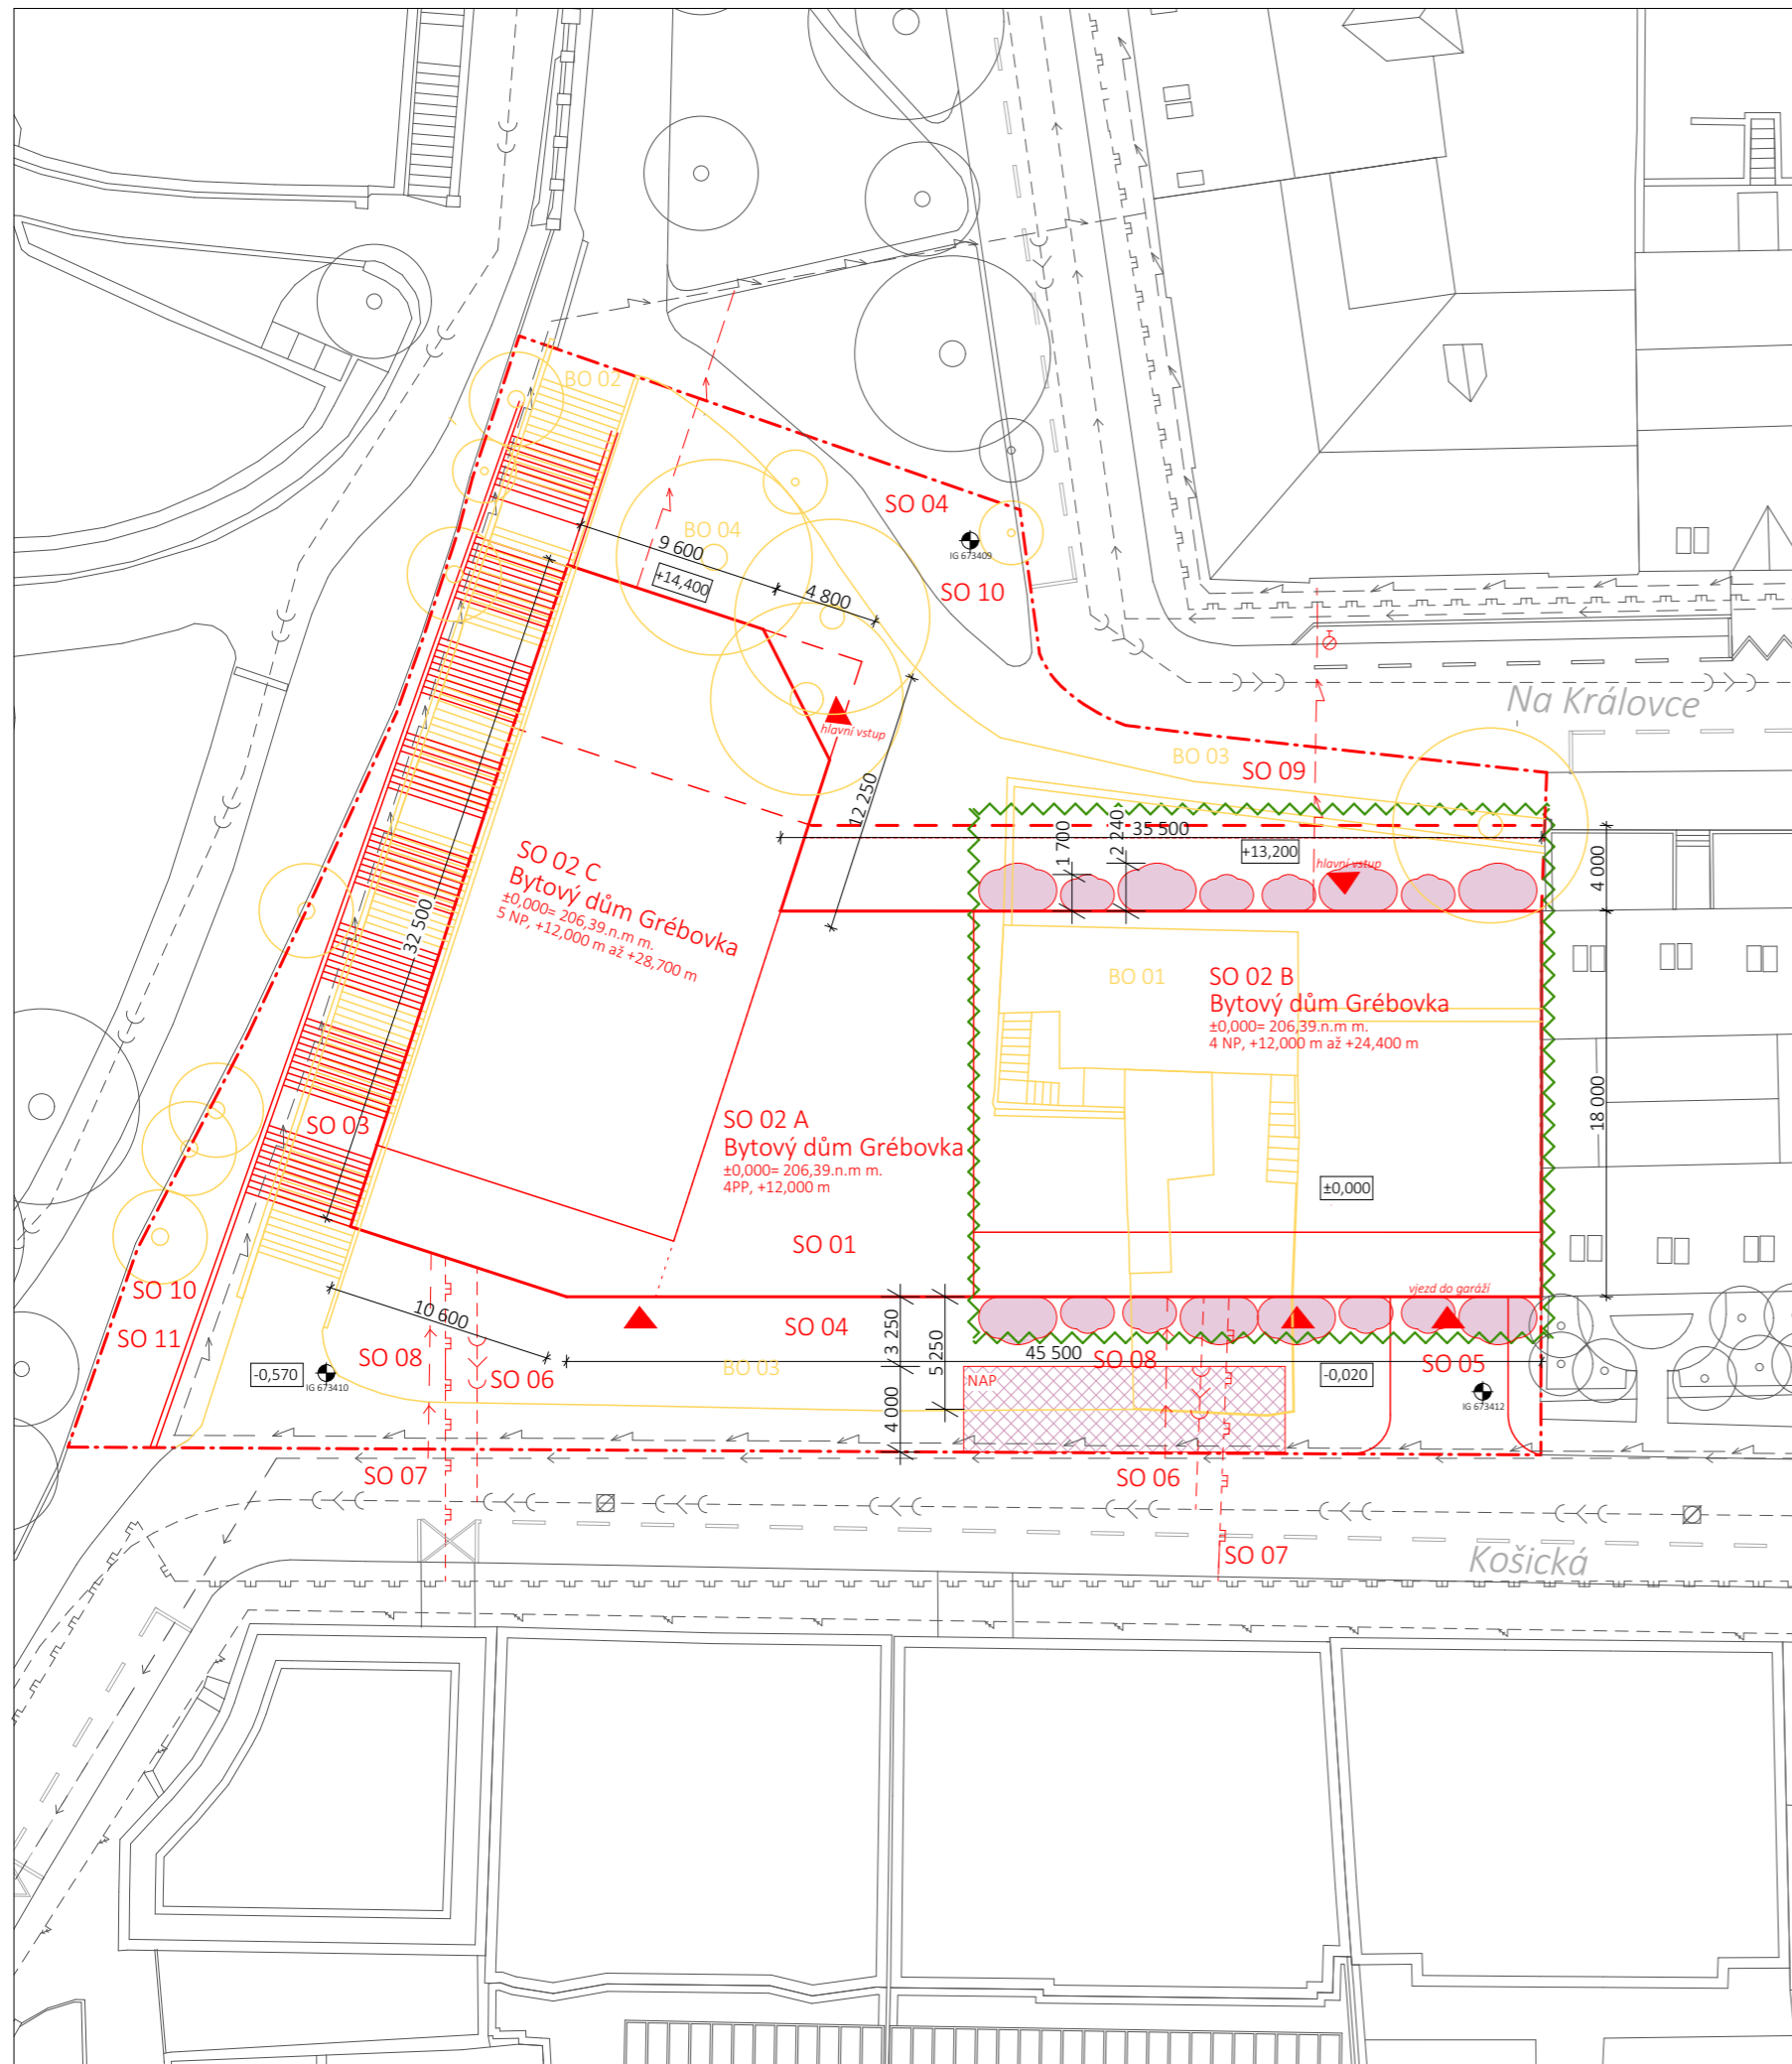 BO 02
SO 04
BO 04
9 600
IG 673409
+14,400
4 800
SO 10
Na Královce
hlavní vstup
BO 03
SO 09
12 250
1 700
2 240
35 500
+13,200
hlavní vstup
4 000
SO 02 C
Bytový dům Grébovka
±0,000= 206,39.n.m m.
5 NP, +12,000 m až +28,700 m
32 500
BO 01
SO 02 B
Bytový dům Grébovka
±0,000= 206,39.n.m m.
4 NP, +12,000 m až +24,400 m
SO 03
SO 02 A
Bytový dům Grébovka
±0,000= 206,39.n.m m.
4PP, +12,000 m
18 000
±0,000
SO 01
SO 10
vjezd do garáží
10 600
SO 11
SO 04
3 250
5 250
45 500
SO 08
SO 08
SO 05
-0,570
IG 673410
SO 06
BO 03
NAP
-0,020
IG 673412
4 000
SO 07
SO 06
SO 07
Košická